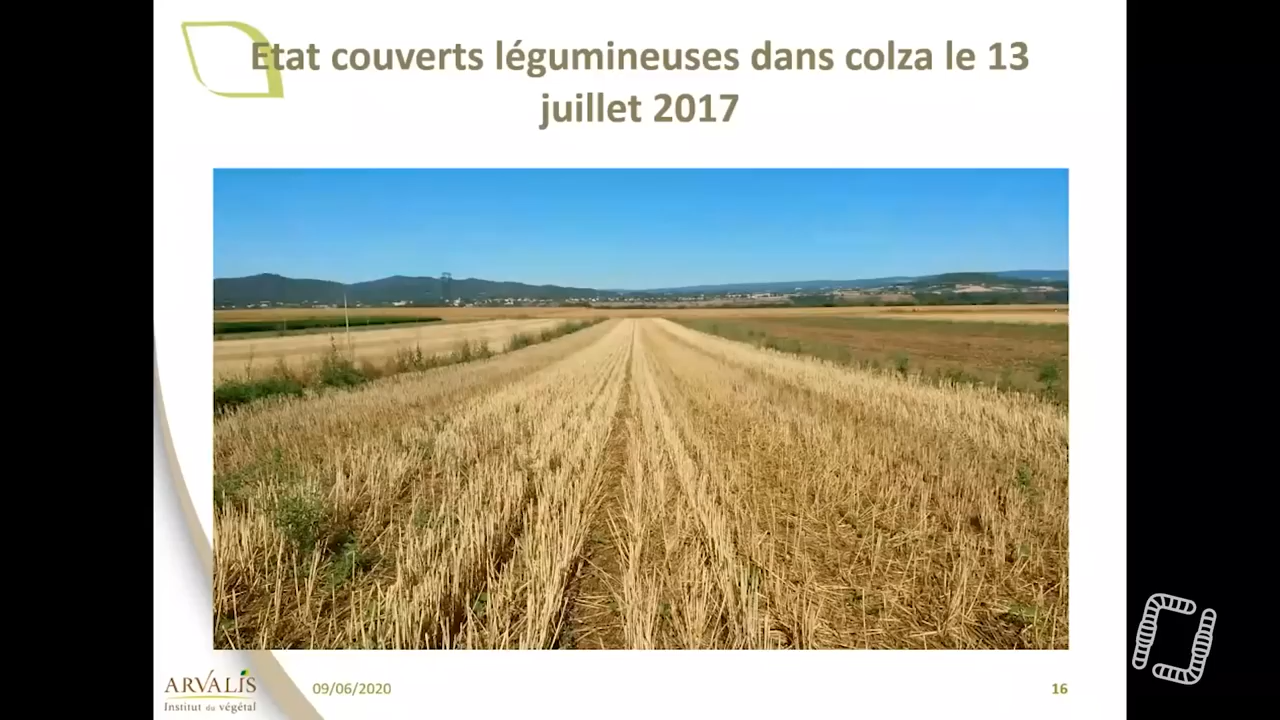 Etat couverts légumineuses dans colza le 13
juillet 2017
ARVALIS
Institut du végétal
09/06/2020
16